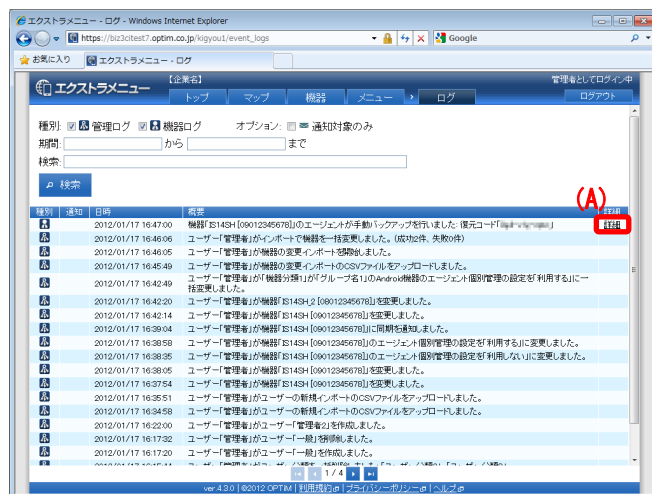 エクストラメニュー - ログ - Windows Internet Explorer
https://biz3citest7.optim.co.jp/kigyou1/event_logs
Google
お気に入り
エクストラメニュー - ログ
エクストラメニュー
【企業名】
管理者としてログイン中
トップ マップ 機器 メニュー ログ
ログアウト
種別: 管理ログ 機器ログ オプション: 通知対象のみ
期間: から まで
検索:
検索
(A)
種別 通知 日時 概要 詳細
2012/01/17 16:47:00 機器「IS14SH [09012345678]」のエージェントが手動バックアップを行いました: 復元コード「 」 詳細
2012/01/17 16:46:06 ユーザー「管理者」がインポートで機器を一括変更しました。(成功2件、失敗0件)
2012/01/17 16:46:05 ユーザー「管理者」が機器の変更インポートを開始しました。
2012/01/17 16:45:49 ユーザー「管理者」が機器の変更インポートのCSVファイルをアップロードしました。
2012/01/17 16:42:49 ユーザー「管理者」が「機器分類1」が「グループ名1」のAndroid機器のエージェント個別管理の設定を「利用する」に一
括変更しました。
2012/01/17 16:42:20 ユーザー「管理者」が機器「IS14SH_2 [08012345678]」を変更しました。
2012/01/17 16:42:14 ユーザー「管理者」が機器「IS14SH [09012345678]」を変更しました。
2012/01/17 16:39:04 ユーザー「管理者」が機器「IS14SH [09012345678]」に同期を通知しました。
2012/01/17 16:38:58 ユーザー「管理者」が機器「IS14SH [09012345678]」のエージェント個別管理の設定を「利用する」に変更しました。
2012/01/17 16:38:35 ユーザー「管理者」が機器「IS14SH [09012345678]」のエージェント個別管理の設定を「利用しない」に変更しました。
2012/01/17 16:38:05 ユーザー「管理者」が機器「IS14SH [09012345678]」を変更しました。
2012/01/17 16:37:54 ユーザー「管理者」が機器「IS14SH [09012345678]」を変更しました。
2012/01/17 16:35:51 ユーザー「管理者」がユーザーの新規インポートのCSVファイルをアップロードしました。
2012/01/17 16:34:58 ユーザー「管理者」がユーザーの新規インポートのCSVファイルをアップロードしました。
2012/01/17 16:22:00 ユーザー「管理者」がユーザー「管理者2」を作成しました。
2012/01/17 16:17:32 ユーザー「管理者」がユーザー「一般」を削除しました。
2012/01/17 16:17:20 ユーザー「管理者」がユーザー「一般」を作成しました。
1 / 4
ver.4.3.0 | ©2012 OPTiM | 利用規約 | プライバシーポリシー | ヘルプ